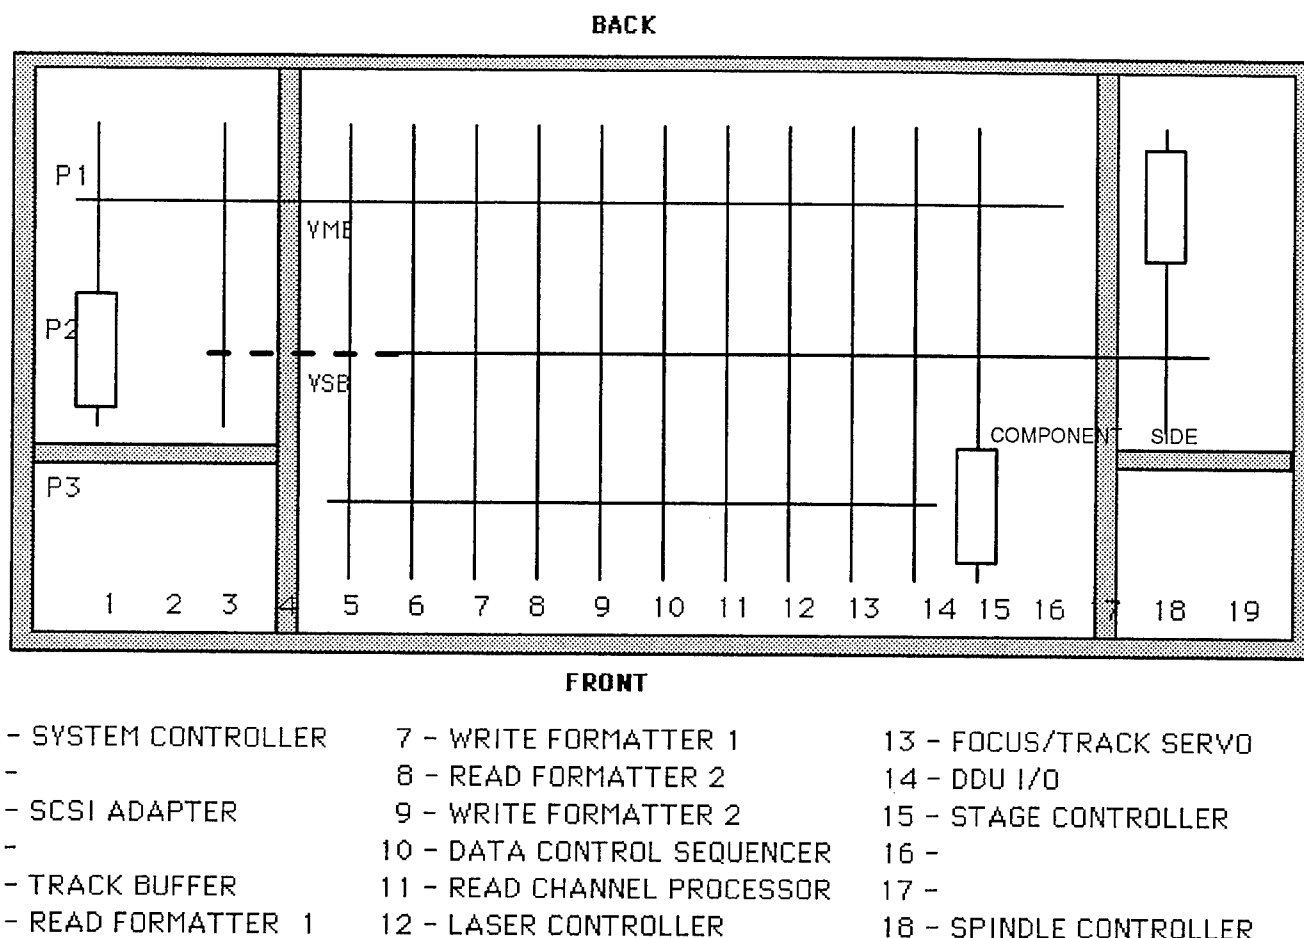 BACK
P1
VME
P2
VSB
COMPONENT SIDE
P3
1 2 3 4 5 6 7 8 9 10 11 12 13 14 15 16 17 18 19
FRONT
- SYSTEM CONTROLLER 7 - WRITE FORMATTER 1 13 - FOCUS/TRACK SERVO
- 8 - READ FORMATTER 2 14 - DDU I/O
- SCSI ADAPTER 9 - WRITE FORMATTER 2 15 - STAGE CONTROLLER
- 10 - DATA CONTROL SEQUENCER 16 -
- TRACK BUFFER 11 - READ CHANNEL PROCESSOR 17 -
- READ FORMATTER 1 12 - LASER CONTROLLER 18 - SPINDLE CONTROLLER